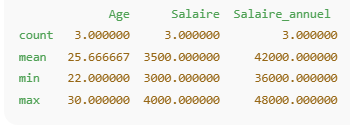 Age Salaire Salaire_annuel
count 3.000000 3.000000 3.000000
mean 25.666667 3500.000000 42000.000000
min 22.000000 3000.000000 36000.000000
max 30.000000 4000.000000 48000.000000